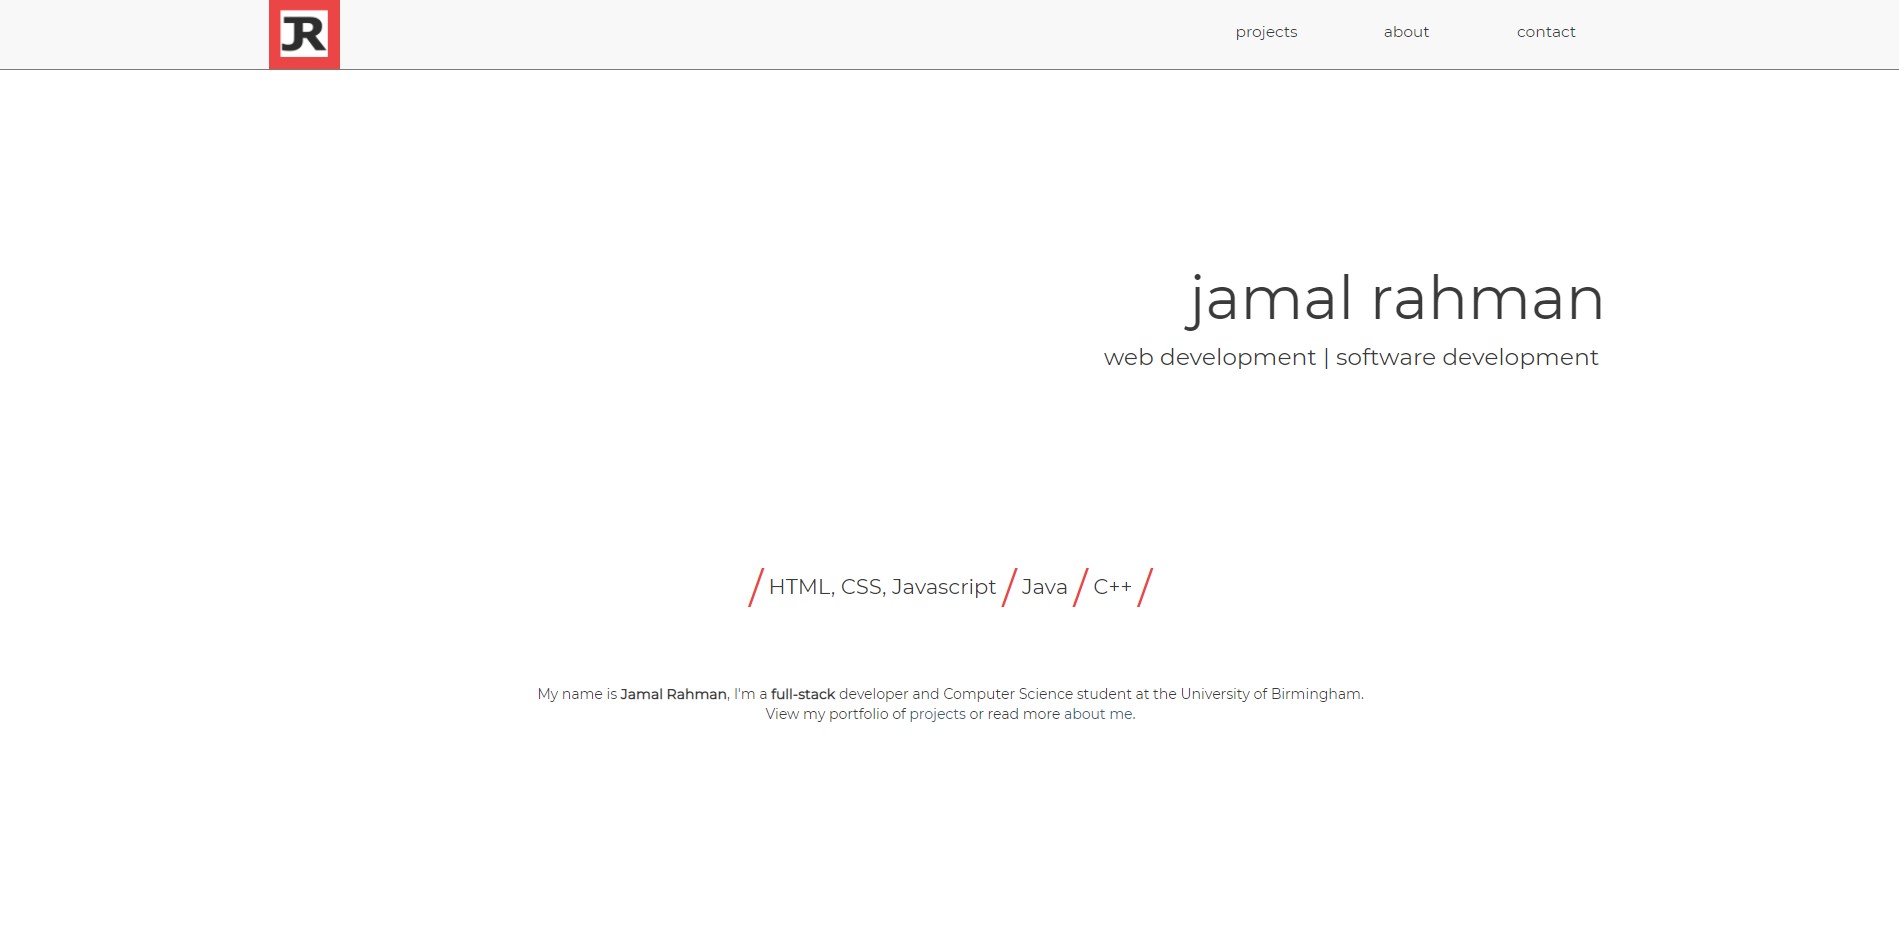 JR
projects about contact
jamal rahman
web development | software development
/ HTML, CSS, Javascript / Java / C++ /
My name is Jamal Rahman, I'm a full-stack developer and Computer Science student at the University of Birmingham.
View my portfolio of projects or read more about me.